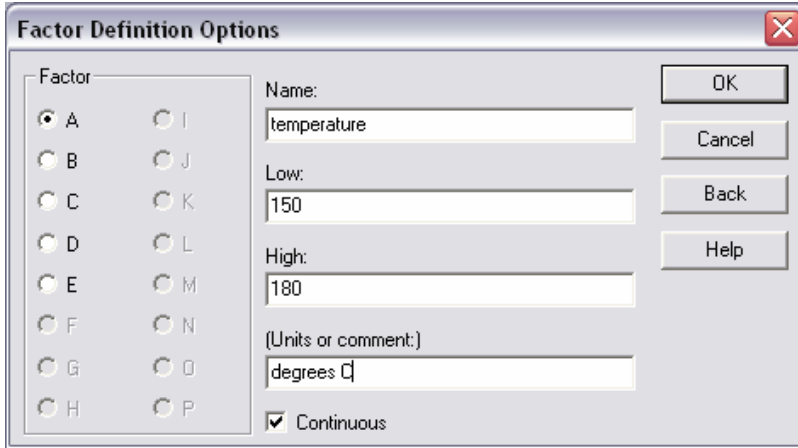 Factor Definition Options
Factor
A I
B J
C K
D L
E M
F N
G O
H P
Name:
temperature
Low:
150
High:
180
(Units or comment:)
degrees C
Continuous
OK
Cancel
Back
Help